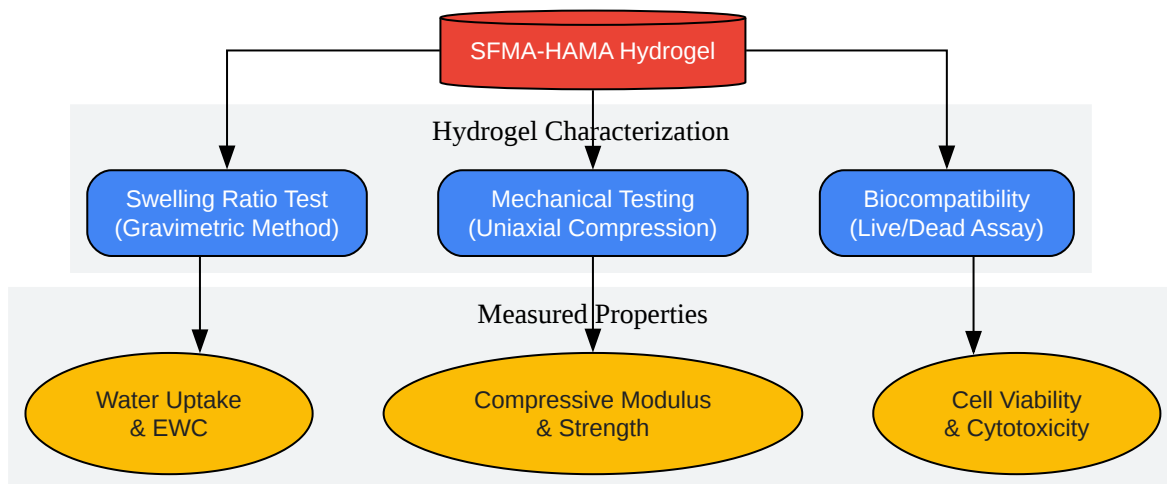 SFMA-HAMA Hydrogel
Hydrogel Characterization
Swelling Ratio Test
(Gravimetric Method)
Mechanical Testing
(Uniaxial Compression)
Biocompatibility
(Live/Dead Assay)
Measured Properties
Water Uptake
& EWC
Compressive Modulus
& Strength
Cell Viability
& Cytotoxicity